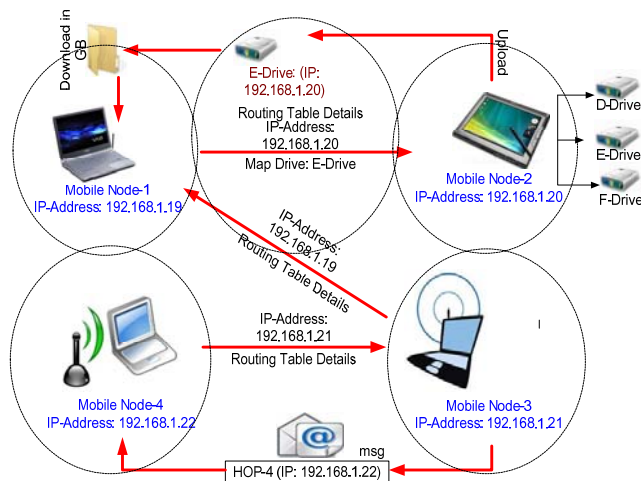 Download in
GB
E-Drive: (IP:
192.168.1.20)
Routing Table Details
IP-Address:
192.168.1.20
Map Drive: E-Drive
Upload
D-Drive
E-Drive
F-Drive
Mobile Node-1
IP-Address: 192.168.1.19
Mobile Node-2
IP-Address: 192.168.1.20
IP-Address:
192.168.1.19
Routing Table Details
IP-Address:
192.168.1.21
Routing Table Details
Mobile Node-4
IP-Address: 192.168.1.22
Mobile Node-3
IP-Address: 192.168.1.21
I
@
msg
HOP-4 (IP: 192.168.1.22)